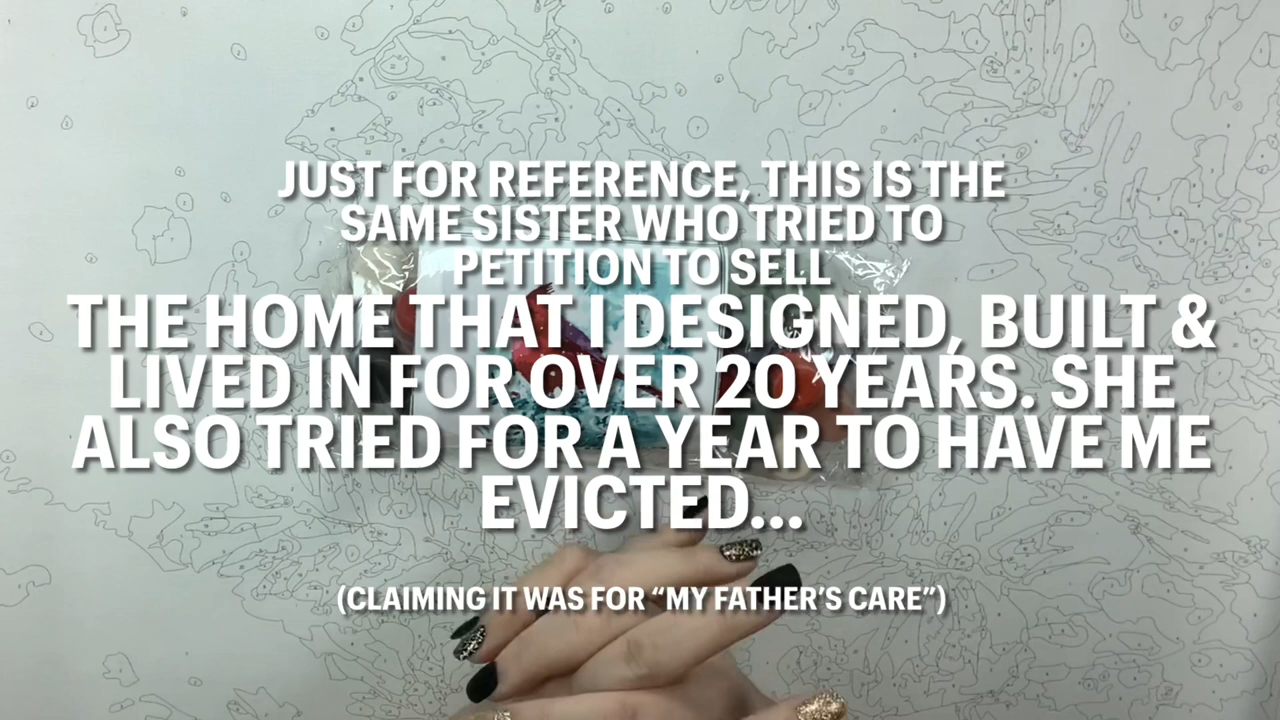 JUST FOR REFERENCE, THIS IS THE
SAME SISTER WHO TRIED TO
PETITION TO SELL
THE HOME THAT I DESIGNED, BUILT &
LIVED IN FOR OVER 20 YEARS. SHE
ALSO TRIED FOR A YEAR TO HAVE ME
EVICTED...
(CLAIMING IT WAS FOR “MY FATHER’S CARE”)